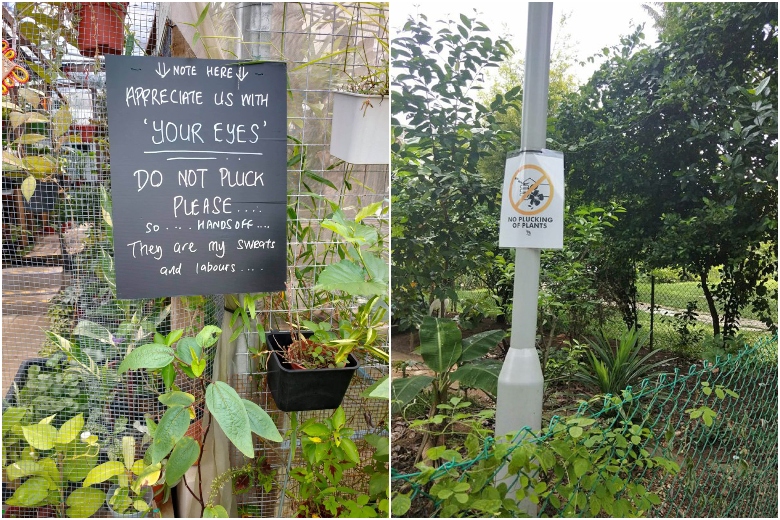 ↓↓ NOTE HERE ↓↓
APPRECIATE US WITH
'YOUR EYES'
DO NOT PLUCK
PLEASE ....
SO .... HANDS OFF ....
They are my sweats
and labours ....
NO PLUCKING
OF PLANTS